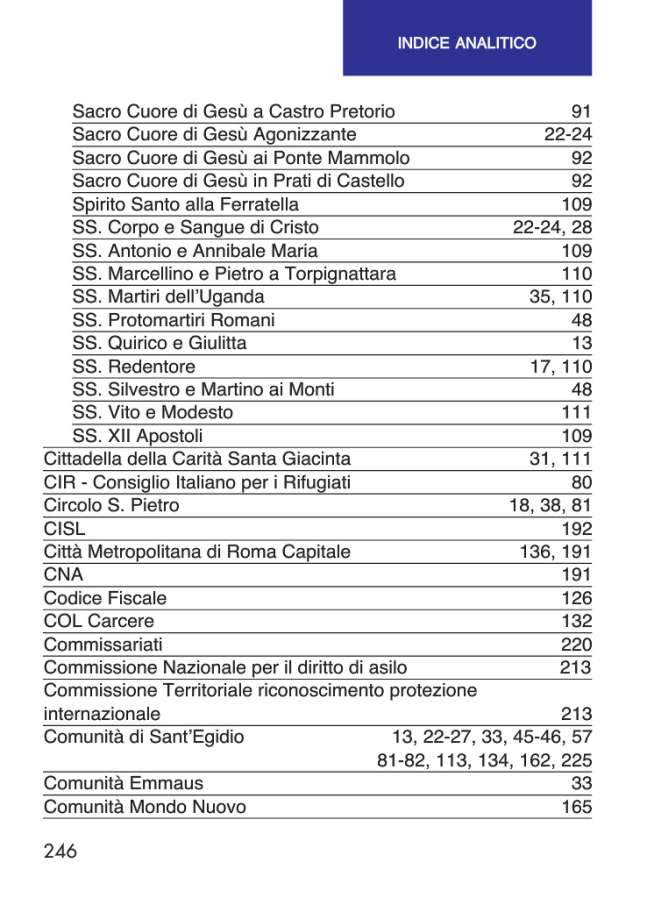 INDICE ANALITICO
Sacro Cuore di Gesù a Castro Pretorio 91
Sacro Cuore di Gesù Agonizzante 22-24
Sacro Cuore di Gesù ai Ponte Mammolo 92
Sacro Cuore di Gesù in Prati di Castello 92
Spirito Santo alla Ferratella 109
SS. Corpo e Sangue di Cristo 22-24, 28
SS. Antonio e Annibale Maria 109
SS. Marcellino e Pietro a Torpignattara 110
SS. Martiri dell'Uganda 35, 110
SS. Protomartiri Romani 48
SS. Quirico e Giulitta 13
SS. Redentore 17, 110
SS. Silvestro e Martino ai Monti 48
SS. Vito e Modesto 111
SS. XII Apostoli 109
Cittadella della Carità Santa Giacinta 31, 111
CIR - Consiglio Italiano per i Rifugiati 80
Circolo S. Pietro 18, 38, 81
CISL 192
Città Metropolitana di Roma Capitale 136, 191
CNA 191
Codice Fiscale 126
COL Carcere 132
Commissariati 220
Commissione Nazionale per il diritto di asilo 213
Commissione Territoriale riconoscimento protezione
internazionale 213
Comunità di Sant'Egidio 13, 22-27, 33, 45-46, 57
81-82, 113, 134, 162, 225
Comunità Emmaus 33
Comunità Mondo Nuovo 165
246